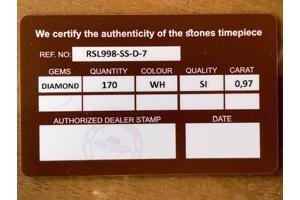 We certify the authenticity of the stones timepiece
REF. NO: RSL998-SS-D-7
GEMS QUANTITY COLOUR QUALITY CARAT
DIAMOND 170 WH SI 0,97
AUTHORIZED DEALER STAMP DATE